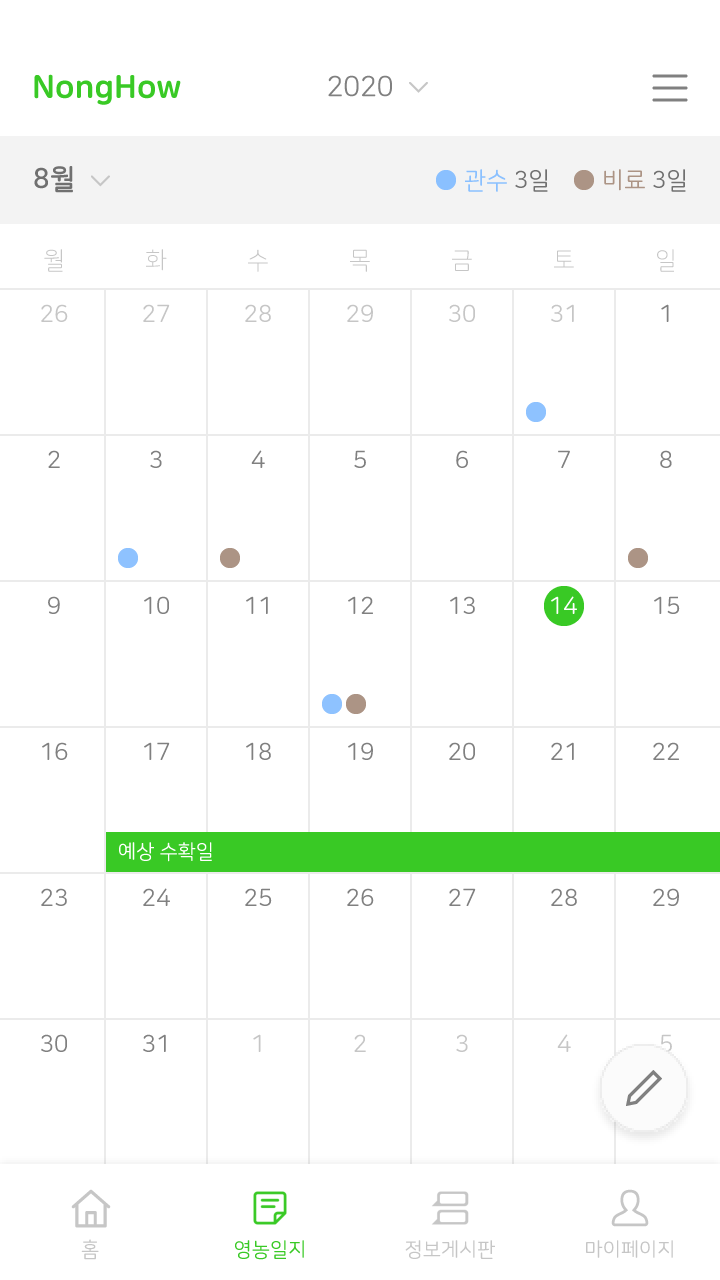 NongHow 2020
8월 관수 3일 비료 3일
월 화 수 목 금 토 일
26 27 28 29 30 31 1
2 3 4 5 6 7 8
9 10 11 12 13 14 15
16 17 18 19 20 21 22
예상 수확일
23 24 25 26 27 28 29
30 31 1 2 3 4 5
홈 영농일지 정보게시판 마이페이지